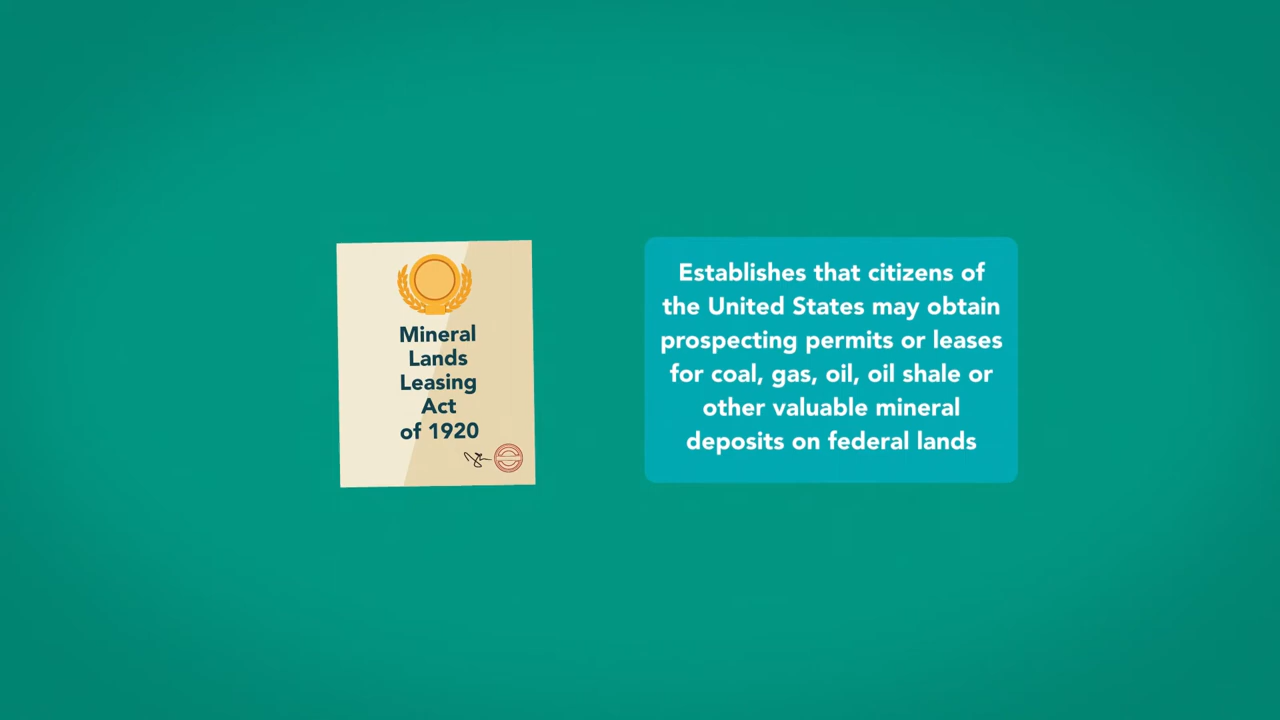 Mineral
Lands
Leasing
Act
of 1920
Establishes that citizens of
the United States may obtain
prospecting permits or leases
for coal, gas, oil, oil shale or
other valuable mineral
deposits on federal lands